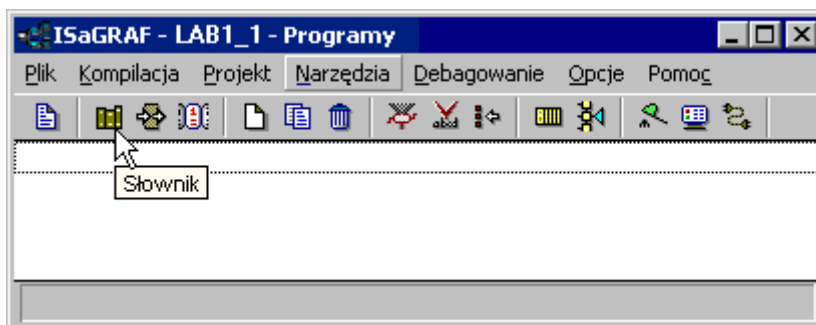 ISaGRAF - LAB1_1 - Programy
Plik Kompilacja Projekt Narzędzia Debagowanie Opcje Pomoc
Słownik